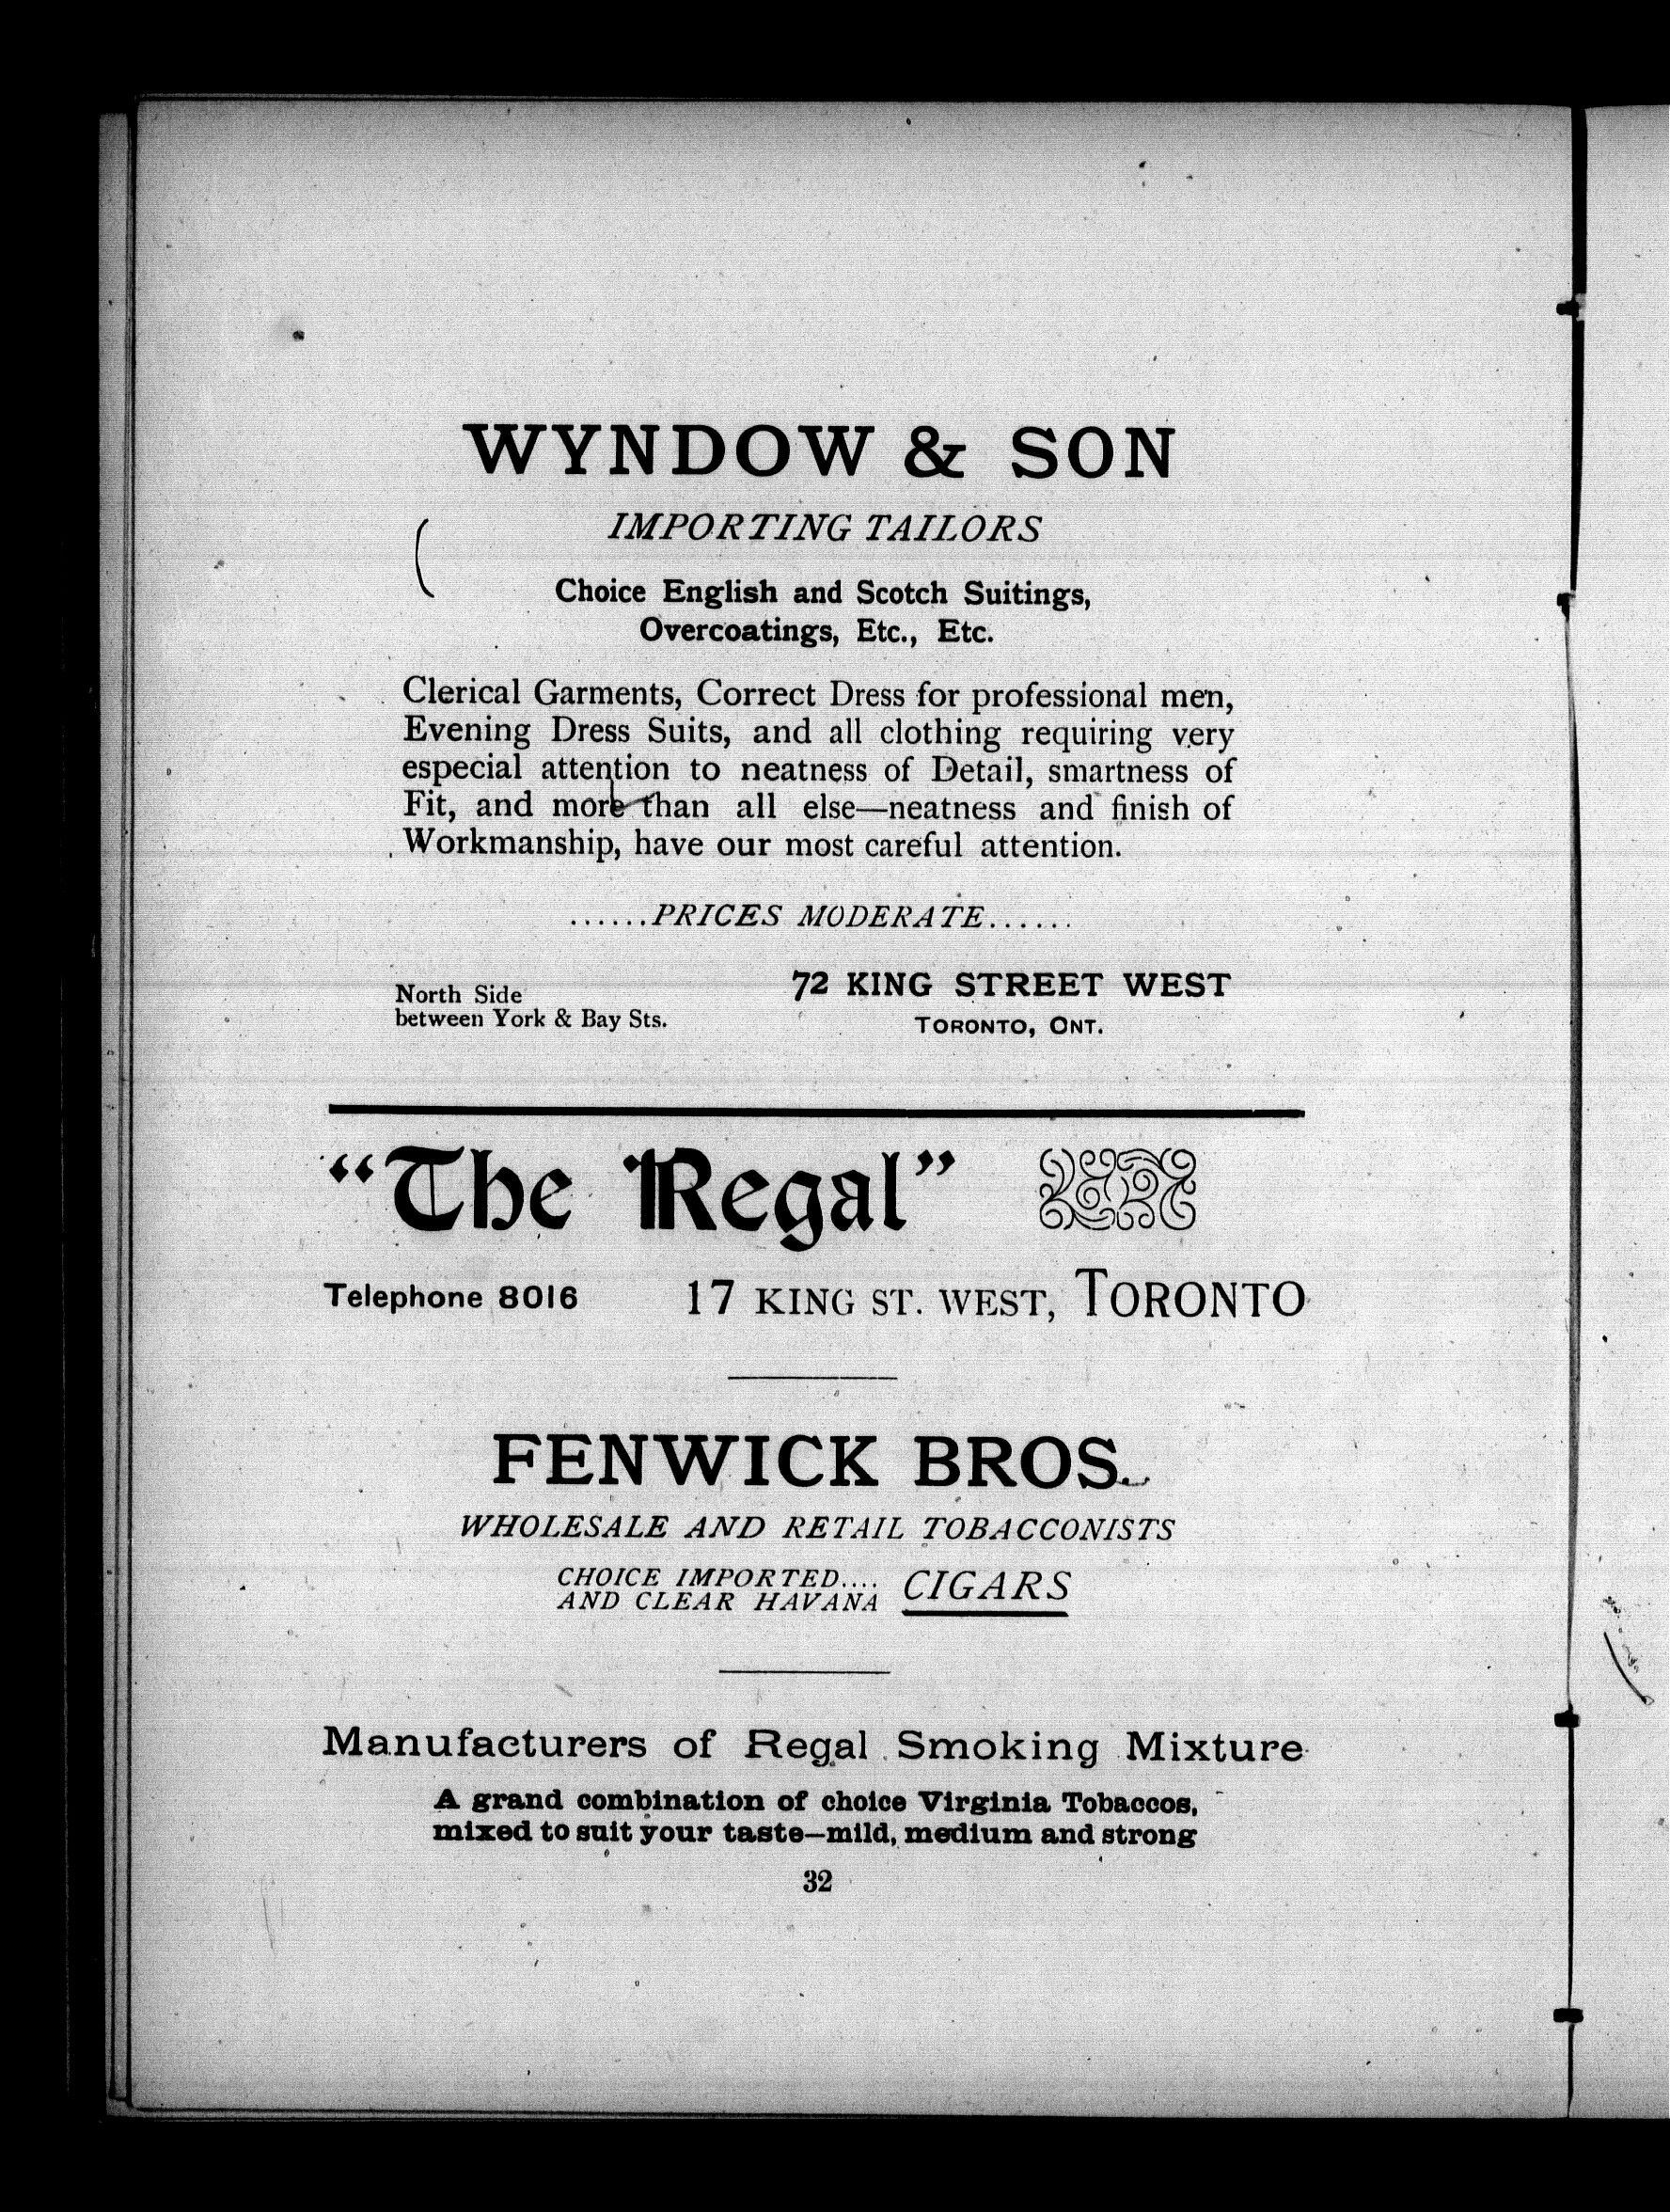 WYNDOW & SON
IMPORTING TAILORS
Choice English and Scotch Suitings,
Overcoatings, Etc., Etc.
Clerical Garments, Correct Dress for professional men,
Evening Dress Suits, and all clothing requiring very
especial attention to neatness of Detail, smartness of
Fit, and more than all else—neatness and finish of
Workmanship, have our most careful attention.
......PRICES MODERATE......
North Side
between York & Bay Sts.
72 KING STREET WEST
TORONTO, ONT.
"The Regal"
Telephone 8016 17 KING ST. WEST, TORONTO
FENWICK BROS.
WHOLESALE AND RETAIL TOBACCONISTS
CHOICE IMPORTED....
AND CLEAR HAVANA
CIGARS
Manufacturers of Regal Smoking Mixture
A grand combination of choice Virginia Tobaccos,
mixed to suit your taste—mild, medium and strong
32